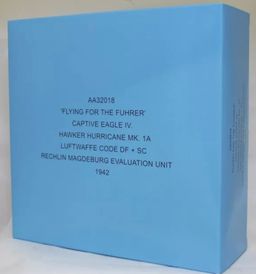 AA32018
'FLYING FOR THE FUHRER'
CAPTIVE EAGLE IV.
HAWKER HURRICANE MK. 1A
LUFTWAFFE CODE DF + SC
RECHLIN MAGDEBURG EVALUATION UNIT
1942